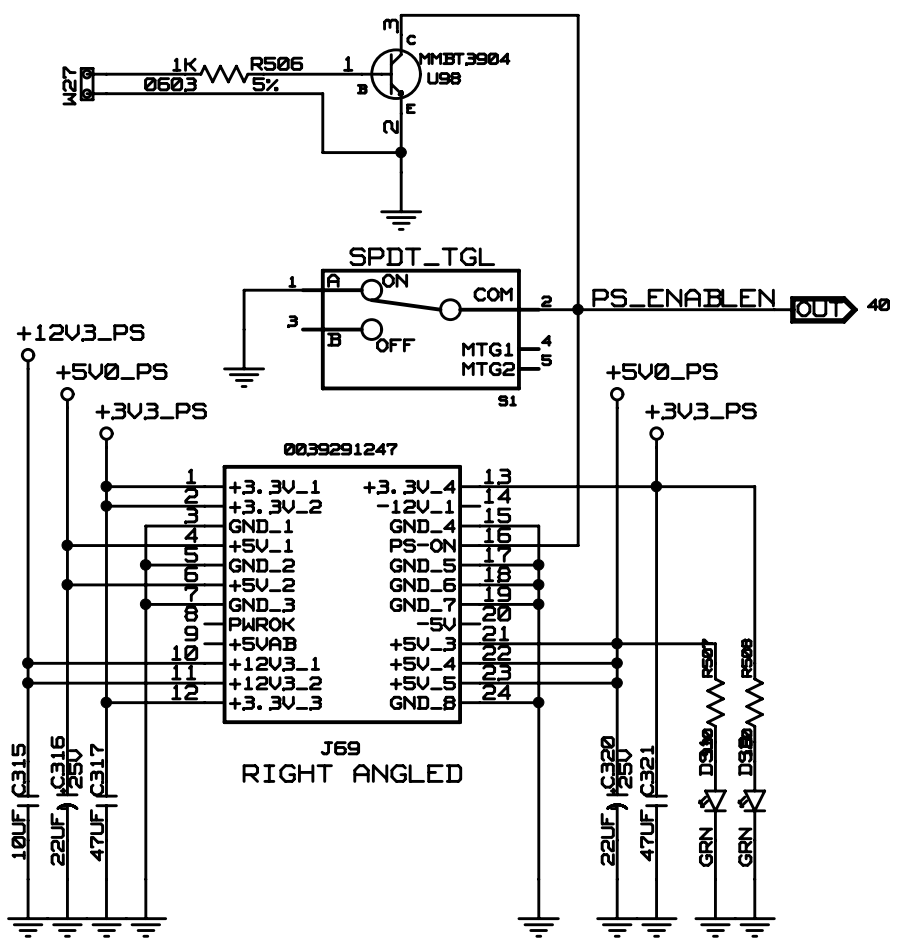 3
C
MMBT3904
U98
1K R506 1
0603 5%
B
E
2
W27
SPDT_TGL
1 A ON
COM 2 PS_ENABLEN OUT 40
3 B OFF
MTG1 4
MTG2 5
S1
+12V3_PS
+5V0_PS
+3V3_PS
+5V0_PS
+3V3_PS
0039291247
1 +3.3V_1 +3.3V_4 13
2 +3.3V_2 -12V_1 14
3 GND_1 GND_4 15
4 +5V_1 PS-ON 16
5 GND_2 GND_5 17
6 +5V_2 GND_6 18
7 GND_3 GND_7 19
8 PWROK -5V 20
9 +5VAB +5V_3 21
10 +12V3_1 +5V_4 22
11 +12V3_2 +5V_5 23
12 +3.3V_3 GND_8 24
J69
RIGHT ANGLED
10UF C315
22UF C316
25V
47UF C317
22UF C320
25V
47UF C321
R507
R508
GRN
GRN